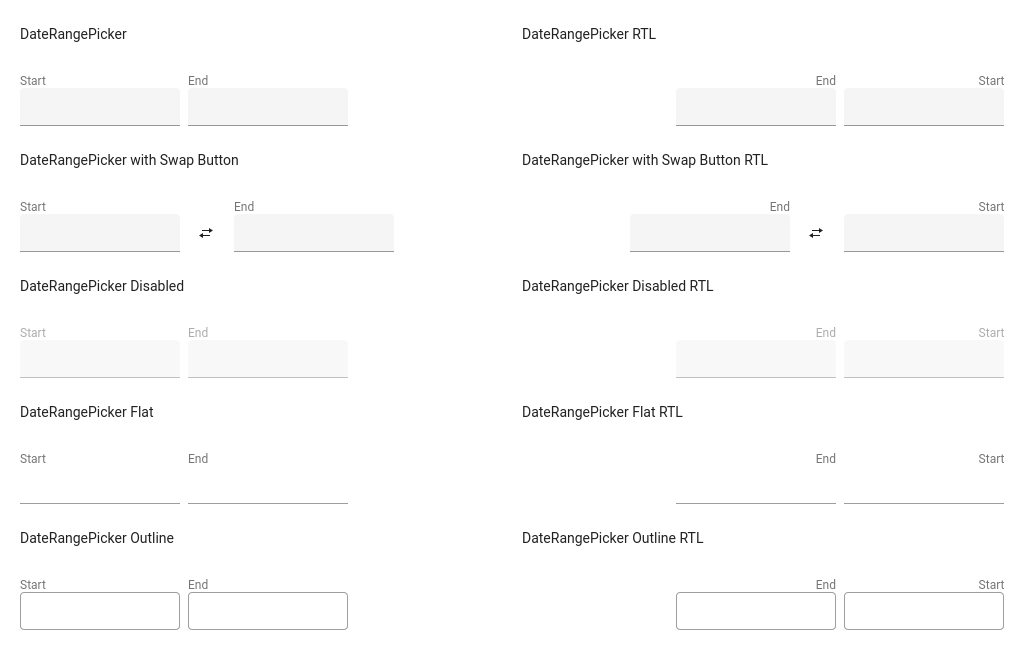 DateRangePicker
DateRangePicker RTL
Start
End
End
Start
DateRangePicker with Swap Button
DateRangePicker with Swap Button RTL
Start
End
End
Start
DateRangePicker Disabled
DateRangePicker Disabled RTL
Start
End
End
Start
DateRangePicker Flat
DateRangePicker Flat RTL
Start
End
End
Start
DateRangePicker Outline
DateRangePicker Outline RTL
Start
End
End
Start